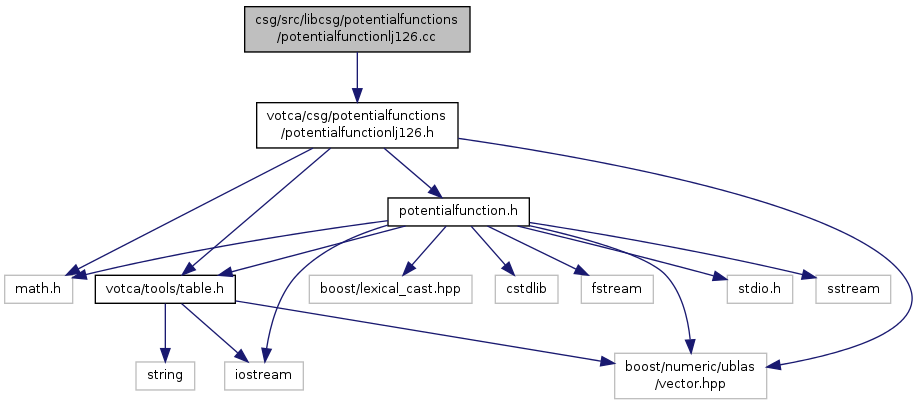 csg/src/libcsg/potentialfunctions
/potentialfunctionlj126.cc
votca/csg/potentialfunctions
/potentialfunctionlj126.h
potentialfunction.h
math.h
votca/tools/table.h
boost/lexical_cast.hpp
cstdlib
fstream
stdio.h
sstream
string
iostream
boost/numeric/ublas
/vector.hpp